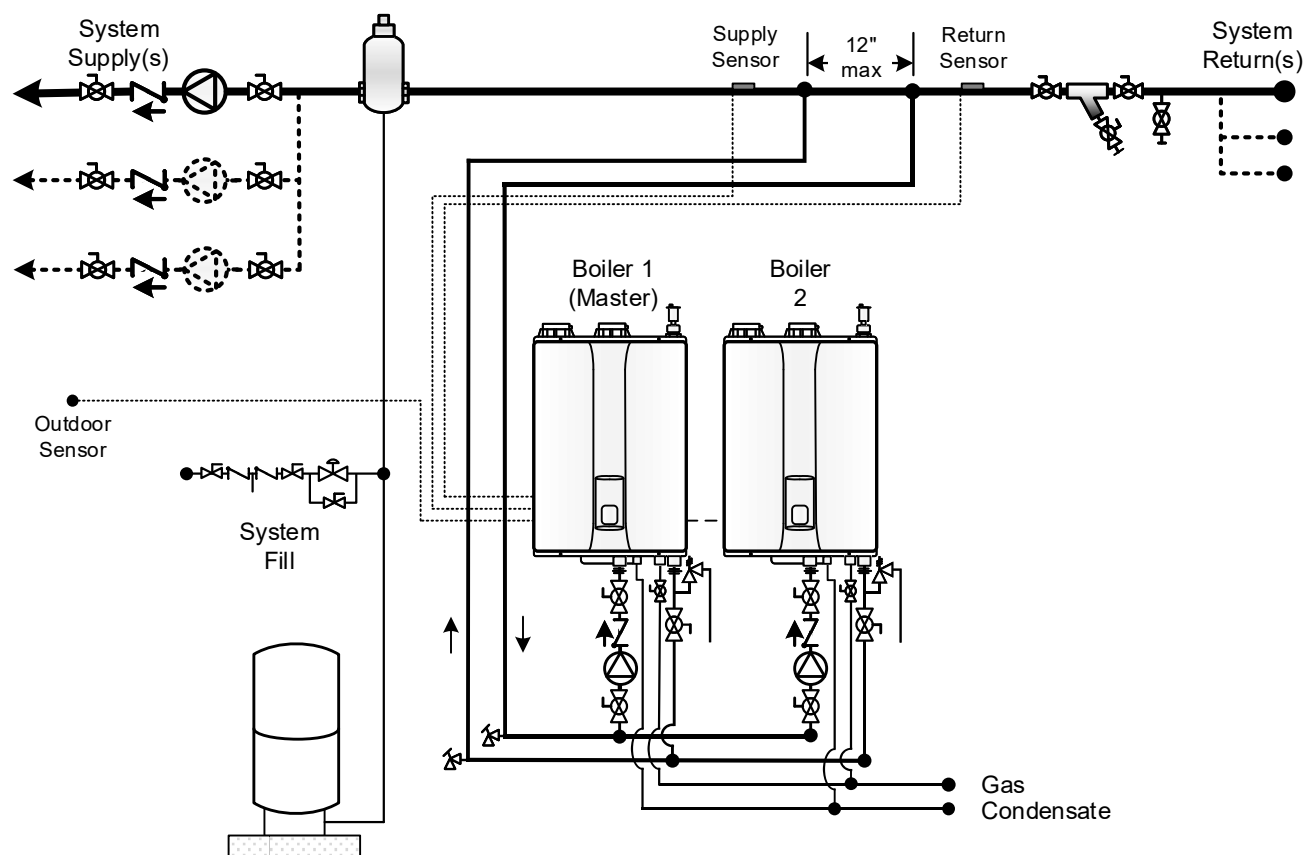 System
Supply(s)
Supply
Sensor
12"
max
Return
Sensor
System
Return(s)
Boiler 1
(Master)
Boiler
2
Outdoor
Sensor
System
Fill
Gas
Condensate